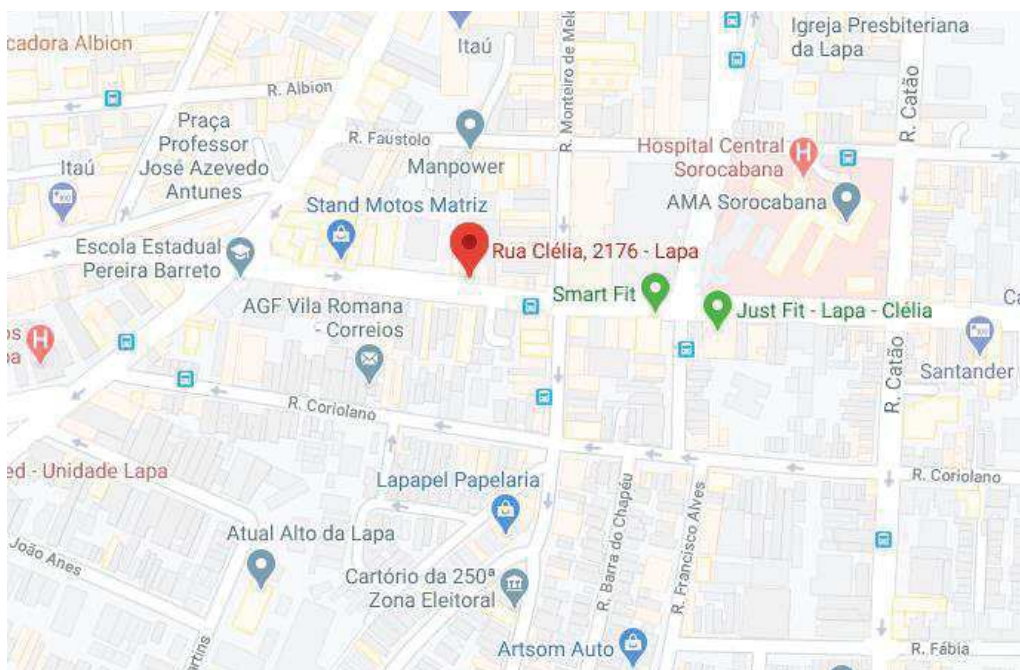 Itaú
Igreja Presbiteriana
da Lapa
cadora Albion
R. Albion
R. Monteiro de Mele
R. Catão
Praça
Professor
José Azevedo
Antunes
R. Faustolo
Manpower
Hospital Central
Sorocabana
Itaú
AMA Sorocabana
Stand Motos Matriz
Escola Estadual
Pereira Barreto
Rua Clélia, 2176 - Lapa
Smart Fit
Just Fit - Lapa - Clélia
AGF Vila Romana
- Correios
Santander
R. Catão
R. Coriolano
R. Coriolano
ed - Unidade Lapa
Lapapel Papelaria
R. Barra do Chapéu
R. Francisco Alves
João Anes
Atual Alto da Lapa
Cartório da 250ª
Zona Eleitoral
Artsom Auto
R. Fábia